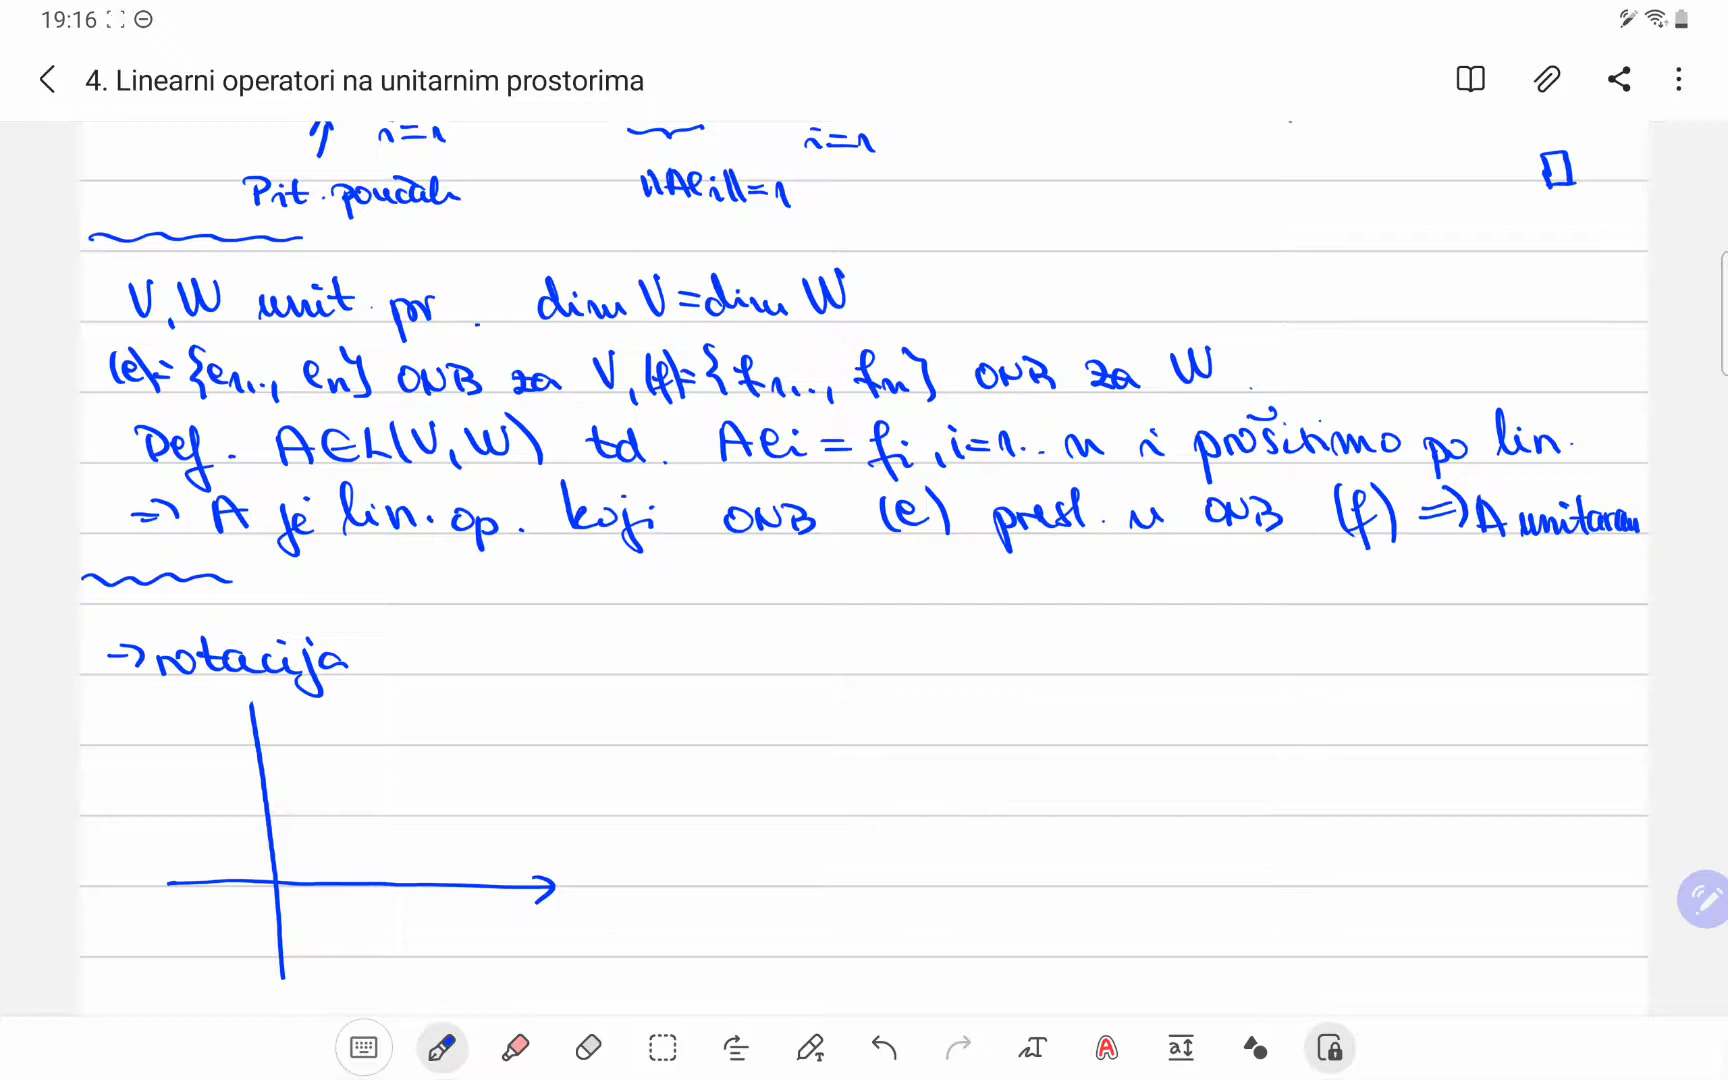 19:16
4. Linearni operatori na unitarnim prostorima
i=1 i=1
Pit. poučak ||Aei||=1
V, W unit. pr. dim V = dim W
(e)={e1..., en} ONB za V, (f)={f1..., fn} ONB za W.
Def. A∈L(V,W) td. Aei = fi, i=1..n i proširimo po lin.
=> A je lin. op. koji ONB (e) presl. u ONB (f) => A unitaran
→ rotacija